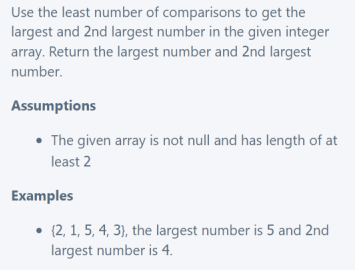 Use the least number of comparisons to get the
largest and 2nd largest number in the given integer
array. Return the largest number and 2nd largest
number.
Assumptions
• The given array is not null and has length of at
least 2
Examples
• {2, 1, 5, 4, 3}, the largest number is 5 and 2nd
largest number is 4.